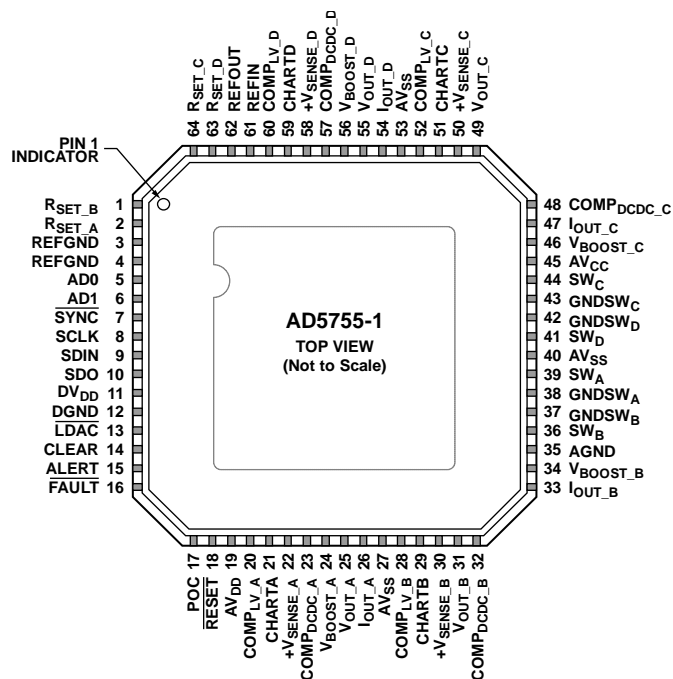 64 R_SET_C
63 R_SET_D
62 REFOUT
61 REFIN
60 COMP_LV_D
59 CHARTD
58 +V_SENSE_D
57 COMP_DCDC_D
56 V_BOOST_D
55 V_OUT_D
54 I_OUT_D
53 AV_SS
52 COMP_LV_C
51 CHARTC
50 +V_SENSE_C
49 V_OUT_C
PIN 1
INDICATOR
R_SET_B 1
R_SET_A 2
REFGND 3
REFGND 4
AD0 5
AD1 6
SYNC 7
SCLK 8
SDIN 9
SDO 10
DV_DD 11
DGND 12
LDAC 13
CLEAR 14
ALERT 15
FAULT 16
AD5755-1
TOP VIEW
(Not to Scale)
48 COMP_DCDC_C
47 I_OUT_C
46 V_BOOST_C
45 AV_CC
44 SW_C
43 GNDSW_C
42 GNDSW_D
41 SW_D
40 AV_SS
39 SW_A
38 GNDSW_A
37 GNDSW_B
36 SW_B
35 AGND
34 V_BOOST_B
33 I_OUT_B
POC 17
RESET 18
AV_DD 19
COMP_LV_A 20
CHARTA 21
+V_SENSE_A 22
COMP_DCDC_A 23
V_BOOST_A 24
V_OUT_A 25
I_OUT_A 26
AV_SS 27
COMP_LV_B 28
CHARTB 29
+V_SENSE_B 30
V_OUT_B 31
COMP_DCDC_B 32